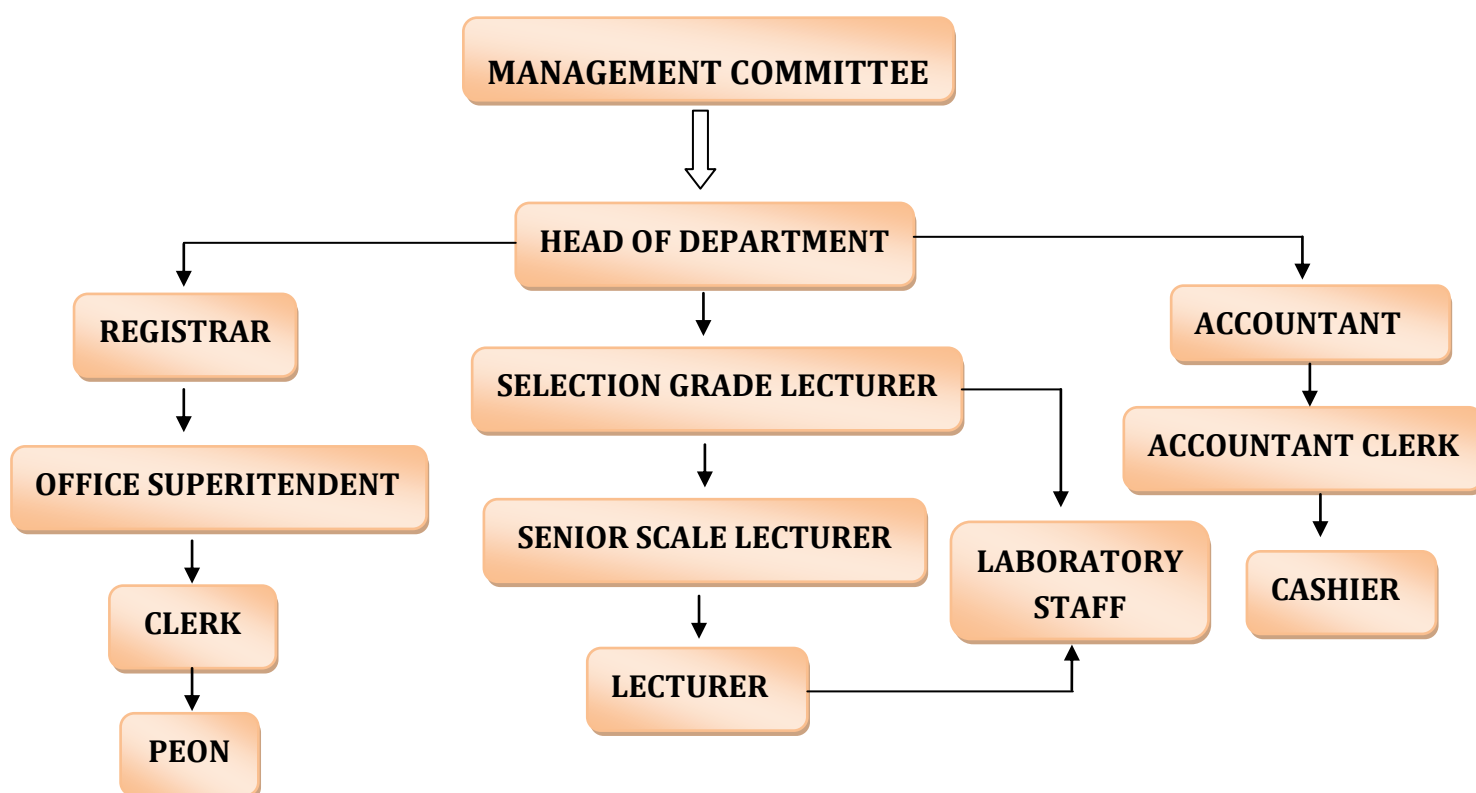 MANAGEMENT COMMITTEE
HEAD OF DEPARTMENT
REGISTRAR
ACCOUNTANT
SELECTION GRADE LECTURER
ACCOUNTANT CLERK
OFFICE SUPERITENDENT
SENIOR SCALE LECTURER
LABORATORY
STAFF
CASHIER
CLERK
LECTURER
PEON